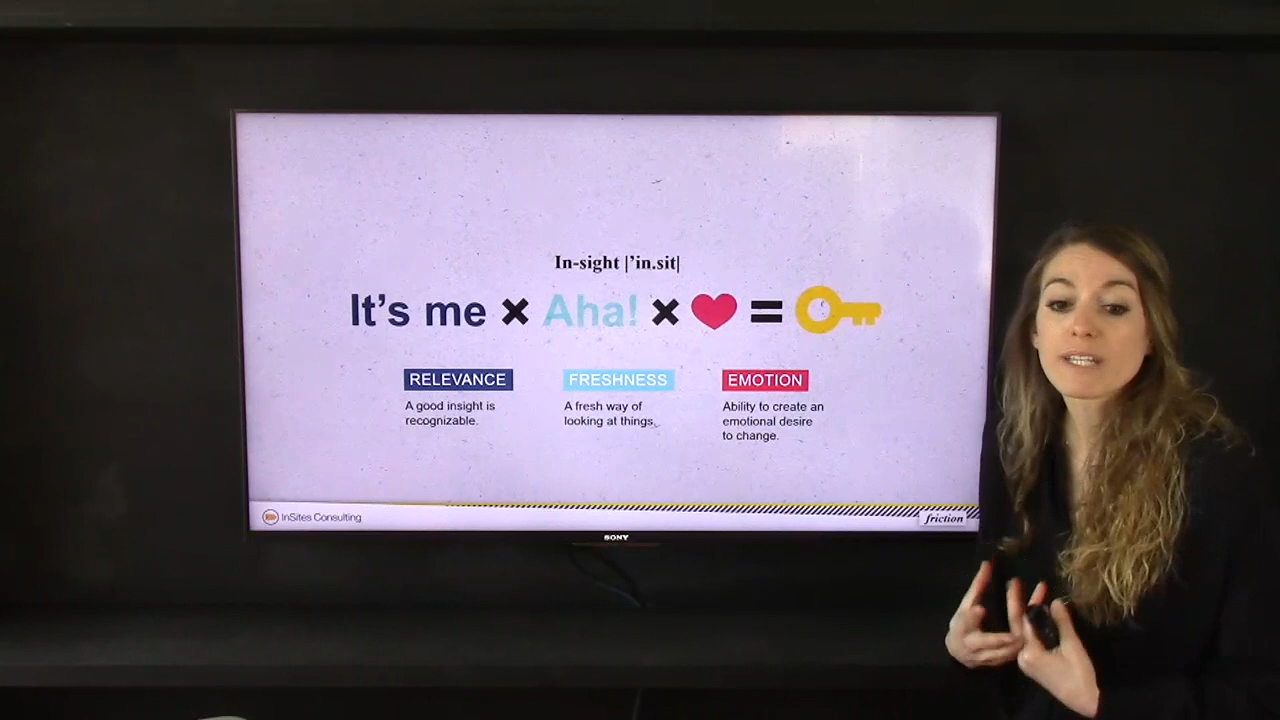 In-sight |’in.sit|
It’s me × Aha! × =
RELEVANCE
A good insight is
recognizable.
FRESHNESS
A fresh way of
looking at things.
EMOTION
Ability to create an
emotional desire
to change.
InSites Consulting
friction
SONY